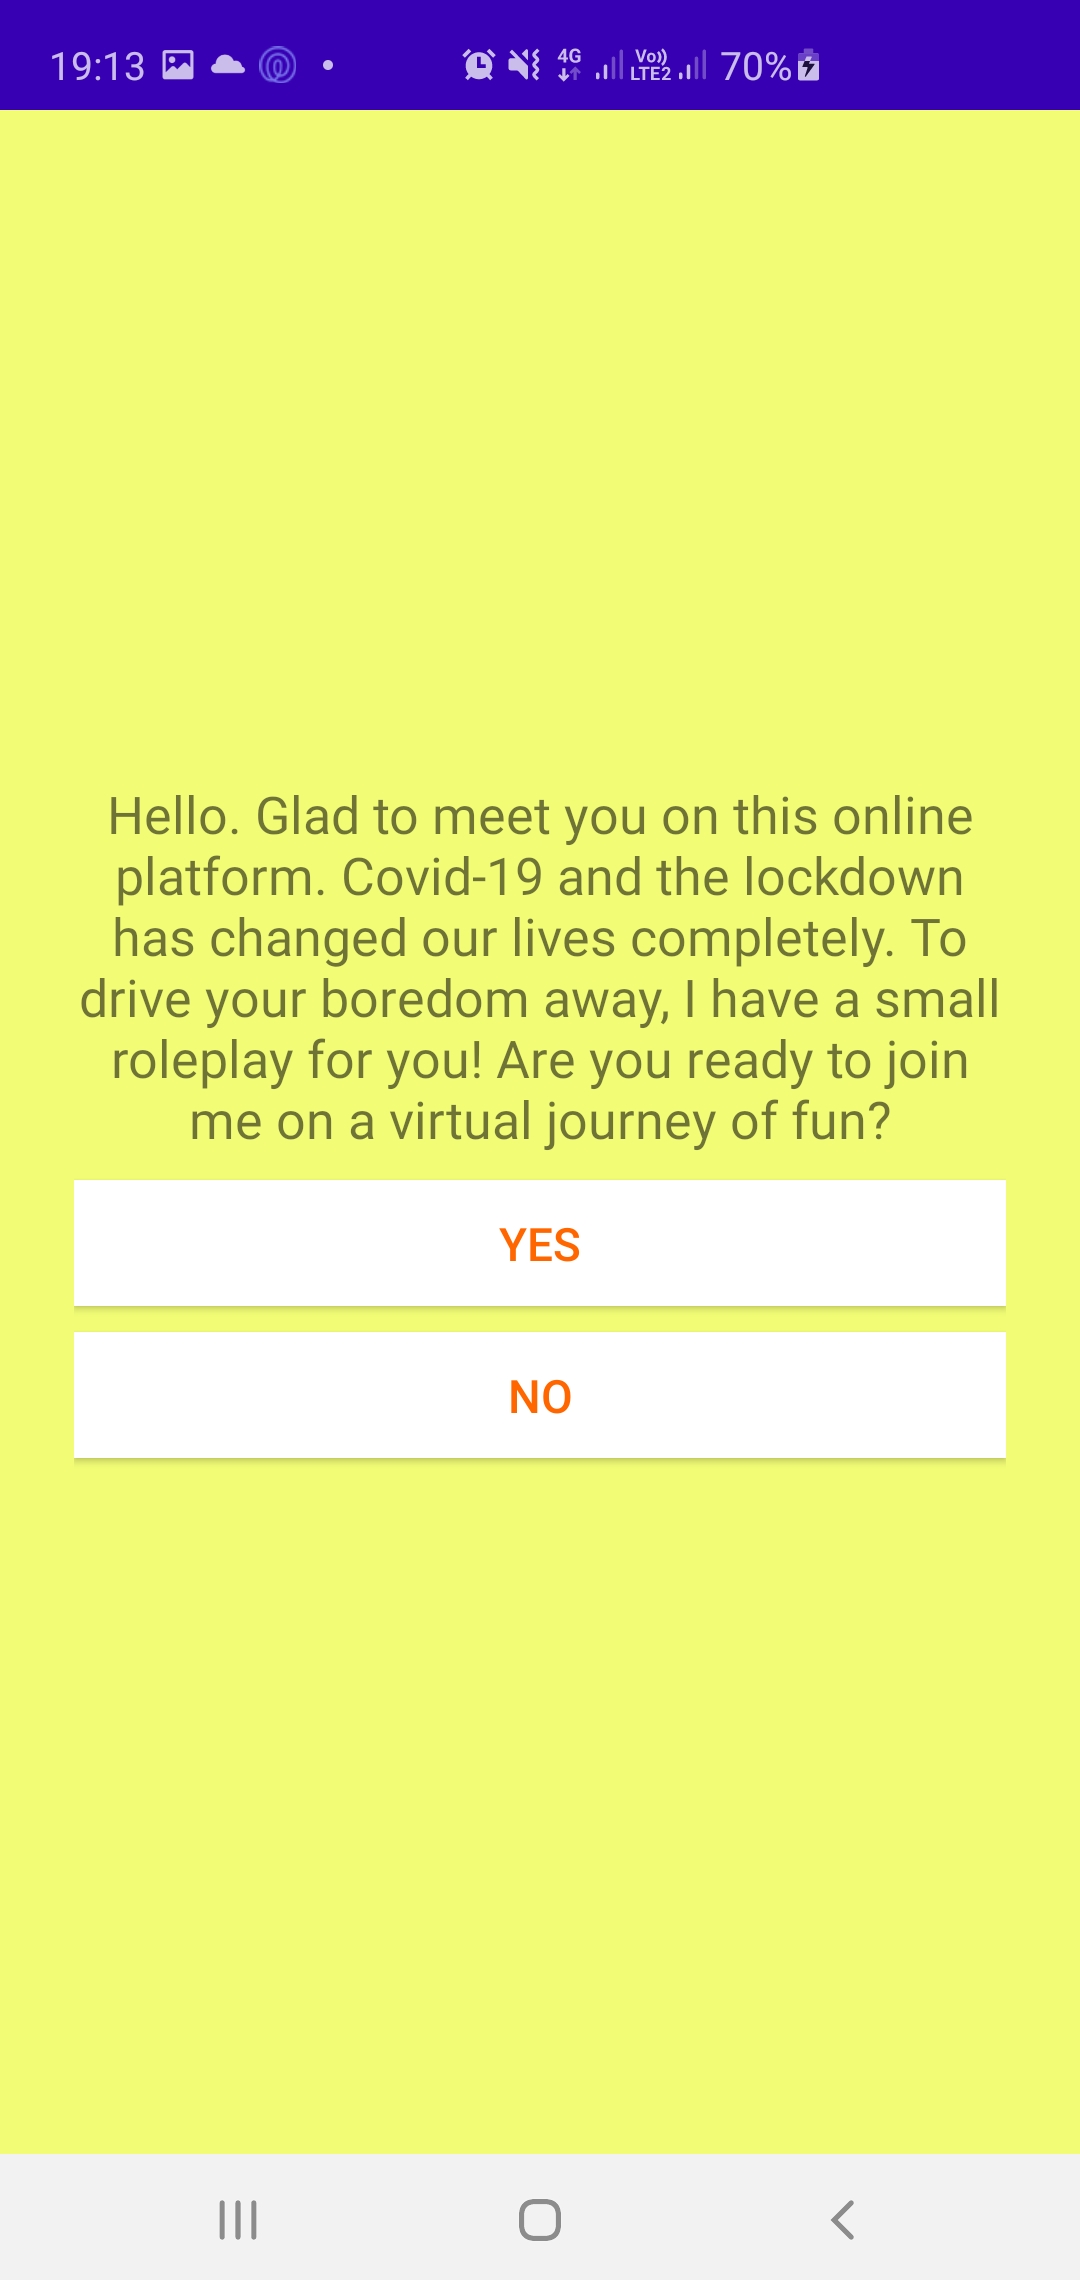 19:13
4G
Vo))
LTE2
70%
Hello. Glad to meet you on this online
platform. Covid-19 and the lockdown
has changed our lives completely. To
drive your boredom away, I have a small
roleplay for you! Are you ready to join
me on a virtual journey of fun?
YES
NO